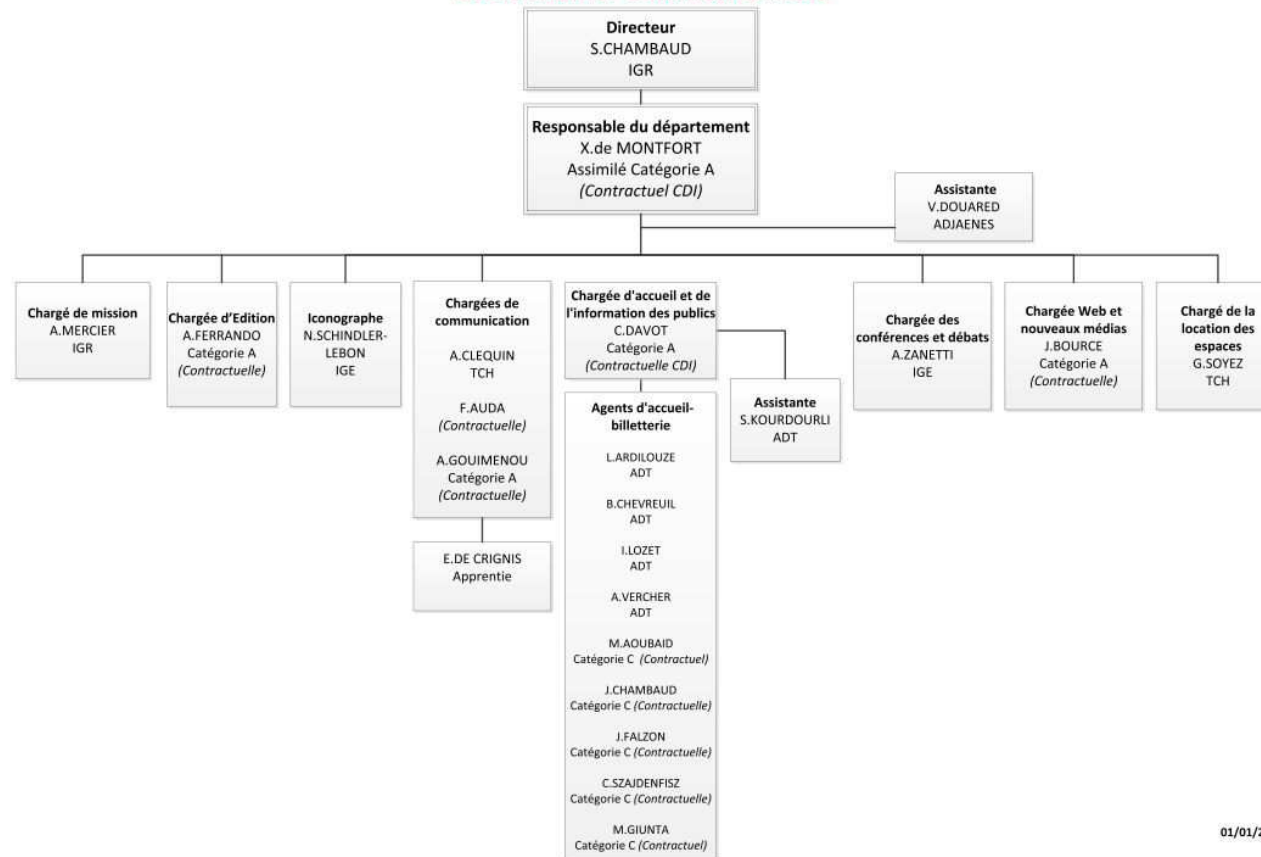 Directeur
S.CHAMBAUD
IGR
Responsable du département
X.de MONTFORT
Assimilé Catégorie A
(Contractuel CDI)
Assistante
V.DOUARED
ADJAENES
Chargé de mission
A.MERCIER
IGR
Chargée d'Edition
A.FERRANDO
Catégorie A
(Contractuelle)
Iconographe
N.SCHINDLER-
LEBON
IGE
Chargées de
communication
A.CLEQUIN
TCH
F.AUDA
(Contractuelle)
A.GOUIMENOU
Catégorie A
(Contractuelle)
E.DE CRIGNIS
Apprentie
Chargée d'accueil et de
l'information des publics
C.DAVOT
Catégorie A
(Contractuelle CDI)
Assistante
S.KOURDOURLI
ADT
Agents d'accueil-
billetterie
L.ARDILOUZE
ADT
B.CHEVREUIL
ADT
I.LOZET
ADT
A.VERCHER
ADT
M.AOUBAID
Catégorie C (Contractuel)
J.CHAMBAUD
Catégorie C (Contractuelle)
J.FALZON
Catégorie C (Contractuelle)
C.SZAJDENFISZ
Catégorie C (Contractuelle)
M.GIUNTA
Catégorie C (Contractuel)
Chargée des
conférences et débats
A.ZANETTI
IGE
Chargée Web et
nouveaux médias
J.BOURCE
Catégorie A
(Contractuelle)
Chargé de la
location des
espaces
G.SOYEZ
TCH
01/01/2